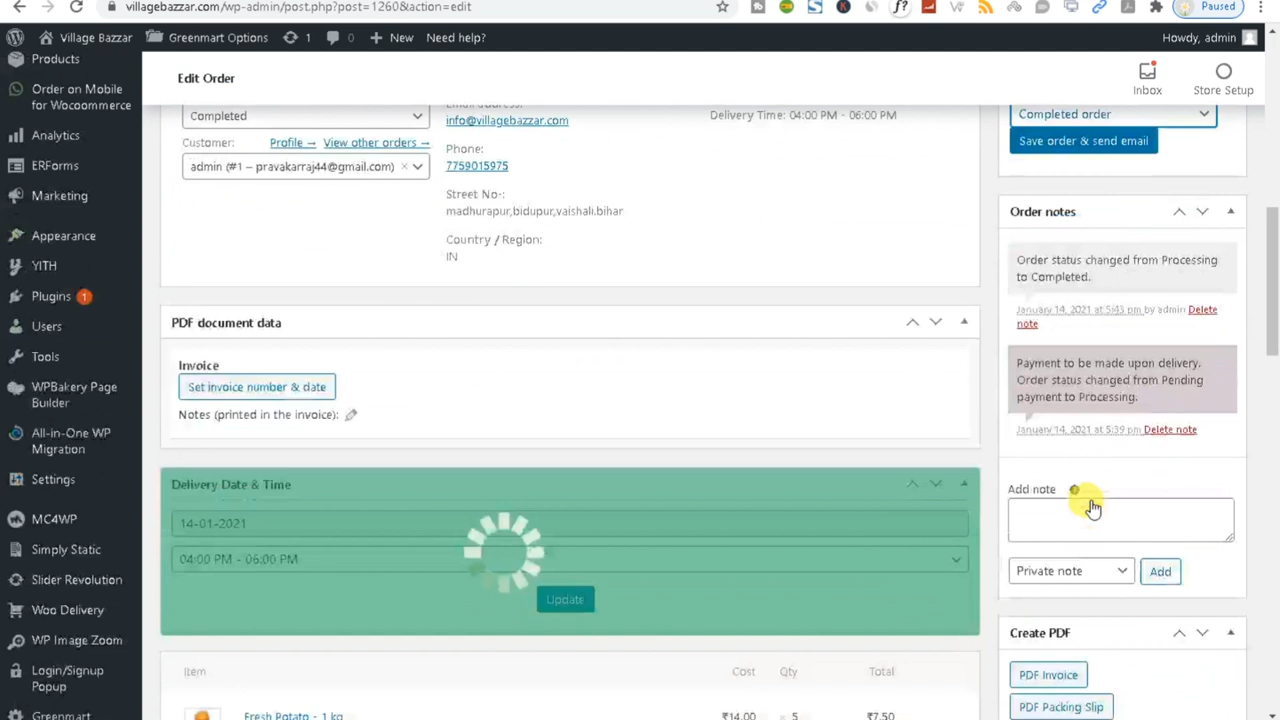 villagebazzar.com/wp-admin/post.php?post=1260&action=edit
Paused
Village Bazzar
Greenmart Options
1
0
New
Need help?
Howdy, admin
Products
Order on Mobile
for Wocoommerce
Analytics
ERForms
Marketing
Appearance
YITH
Plugins 1
Users
Tools
WPBakery Page
Builder
All-in-One WP
Migration
Settings
MC4WP
Simply Static
Slider Revolution
Woo Delivery
WP Image Zoom
Login/Signup
Popup
Greenmart
Edit Order
Inbox
Store Setup
Completed
Customer:
Profile →
View other orders →
admin (#1 – pravakarraj44@gmail.com) ×
Email address:
info@villagebazzar.com
Phone:
7759015975
Street No-:
madhurapur,bidupur,vaishali.bihar
Country / Region:
IN
Delivery Time: 04:00 PM - 06:00 PM
PDF document data
Invoice
Set invoice number & date
Notes (printed in the invoice):
Delivery Date & Time
14-01-2021
04:00 PM - 06:00 PM
Update
Item
Cost
Qty
Total
Fresh Potato - 1 kg
₹14.00
× 5
₹7.50
Completed order
Save order & send email
Order notes
Order status changed from Processing
to Completed.
January 14, 2021 at 5:43 pm by admin Delete
note
Payment to be made upon delivery.
Order status changed from Pending
payment to Processing.
January 14, 2021 at 5:39 pm Delete note
Add note
Private note
Add
Create PDF
PDF Invoice
PDF Packing Slip